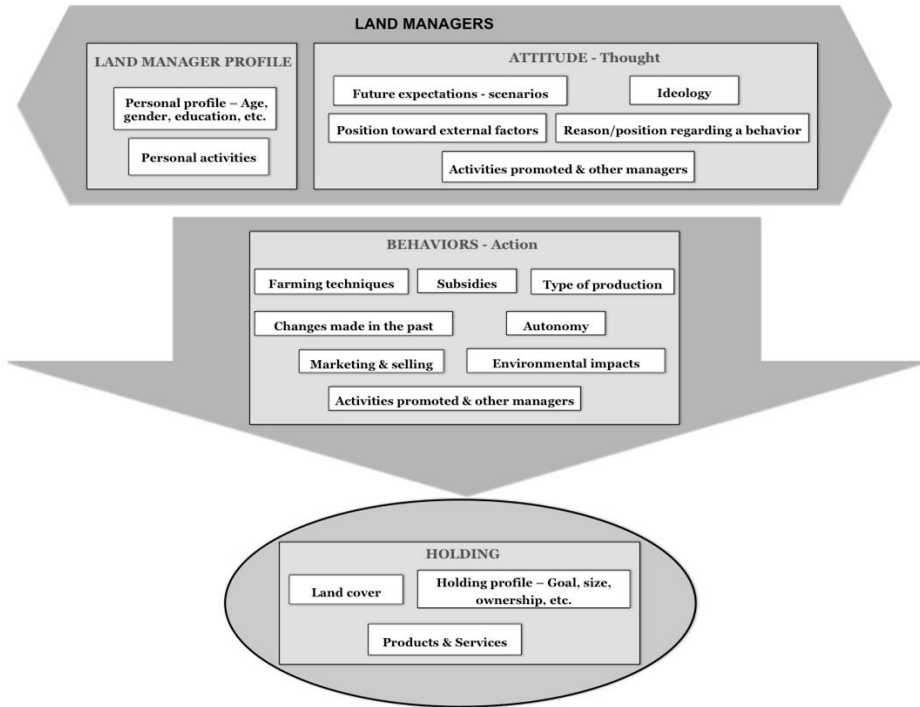 LAND MANAGERS
LAND MANAGER PROFILE
Personal profile – Age,
gender, education, etc.
Personal activities
ATTITUDE - Thought
Future expectations - scenarios
Ideology
Position toward external factors
Reason/position regarding a behavior
Activities promoted & other managers
BEHAVIORS - Action
Farming techniques
Subsidies
Type of production
Changes made in the past
Autonomy
Marketing & selling
Environmental impacts
Activities promoted & other managers
HOLDING
Land cover
Holding profile – Goal, size,
ownership, etc.
Products & Services